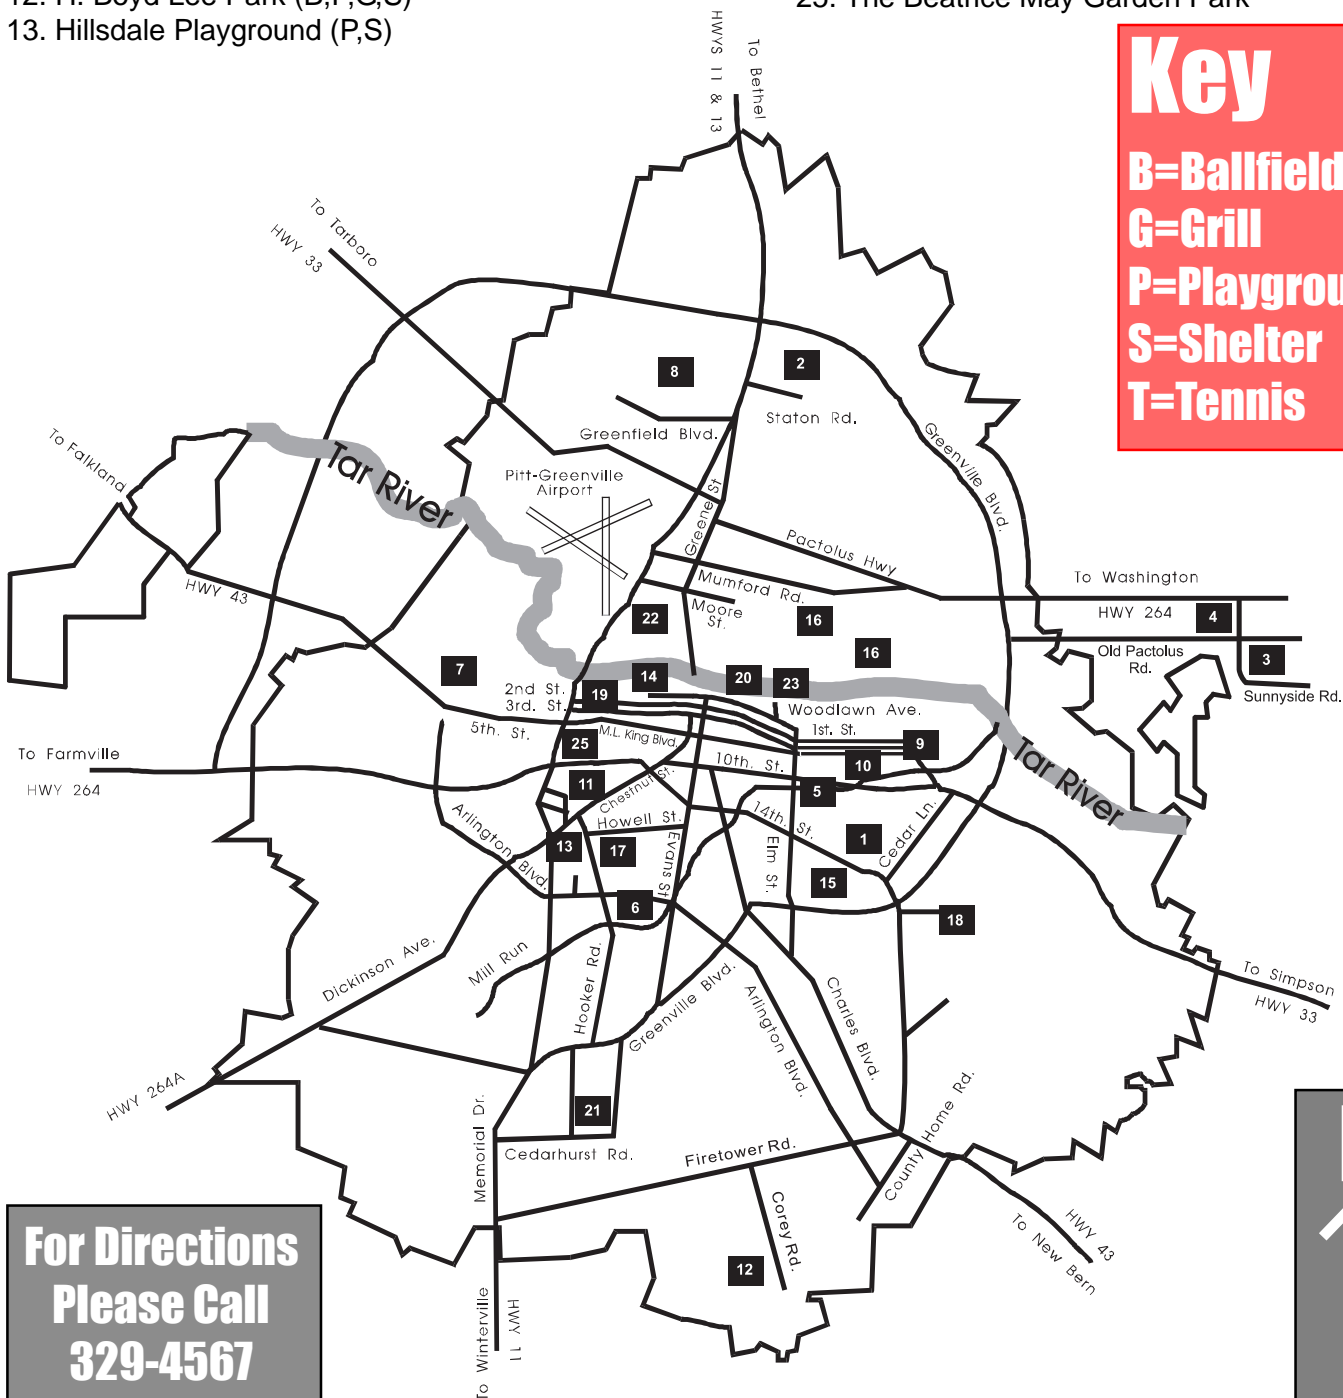 13. Hillsdale Playground (P,S)
Key
B=Ballfield
G=Grill
S=Shelter
T=Tennis
HWYS 11 & 13
To Bethel
To Tarboro
HWY 33
8
2
Staton Rd.
Greenfield Blvd.
Greenville Blvd.
To Falkland
Tar River
Pitt-Greenville
Airport
Greene St
Pactolus Hwy
To Washington
HWY 264
4
HWY 43
Mumford Rd.
Moore
St.
22
16
16
Old Pactolus
Rd.
3
Sunnyside Rd.
7
14
20
23
2nd St.
19
3rd. St.
Woodlawn Ave.
1st. St.
5th. St.
M.L. King Blvd.
25
9
10
10th. St.
To Farmville
HWY 264
11
Chestnut St.
5
Tar River
Arlington Blvd.
Howell St.
14th. St.
Cedar Ln.
13
17
Evans St
Elm St.
1
15
6
18
Dickinson Ave.
Mill Run
Hooker Rd.
Greenville Blvd.
Arlington Blvd.
Charles Blvd.
To Simpson
HWY 33
HWY 264A
Memorial Dr.
21
Cedarhurst Rd.
Firetower Rd.
County Home Rd.
Corey Rd.
12
HWY 43
To New Bern
To Winterville
HWY 11
For Directions
Please Call
329-4567